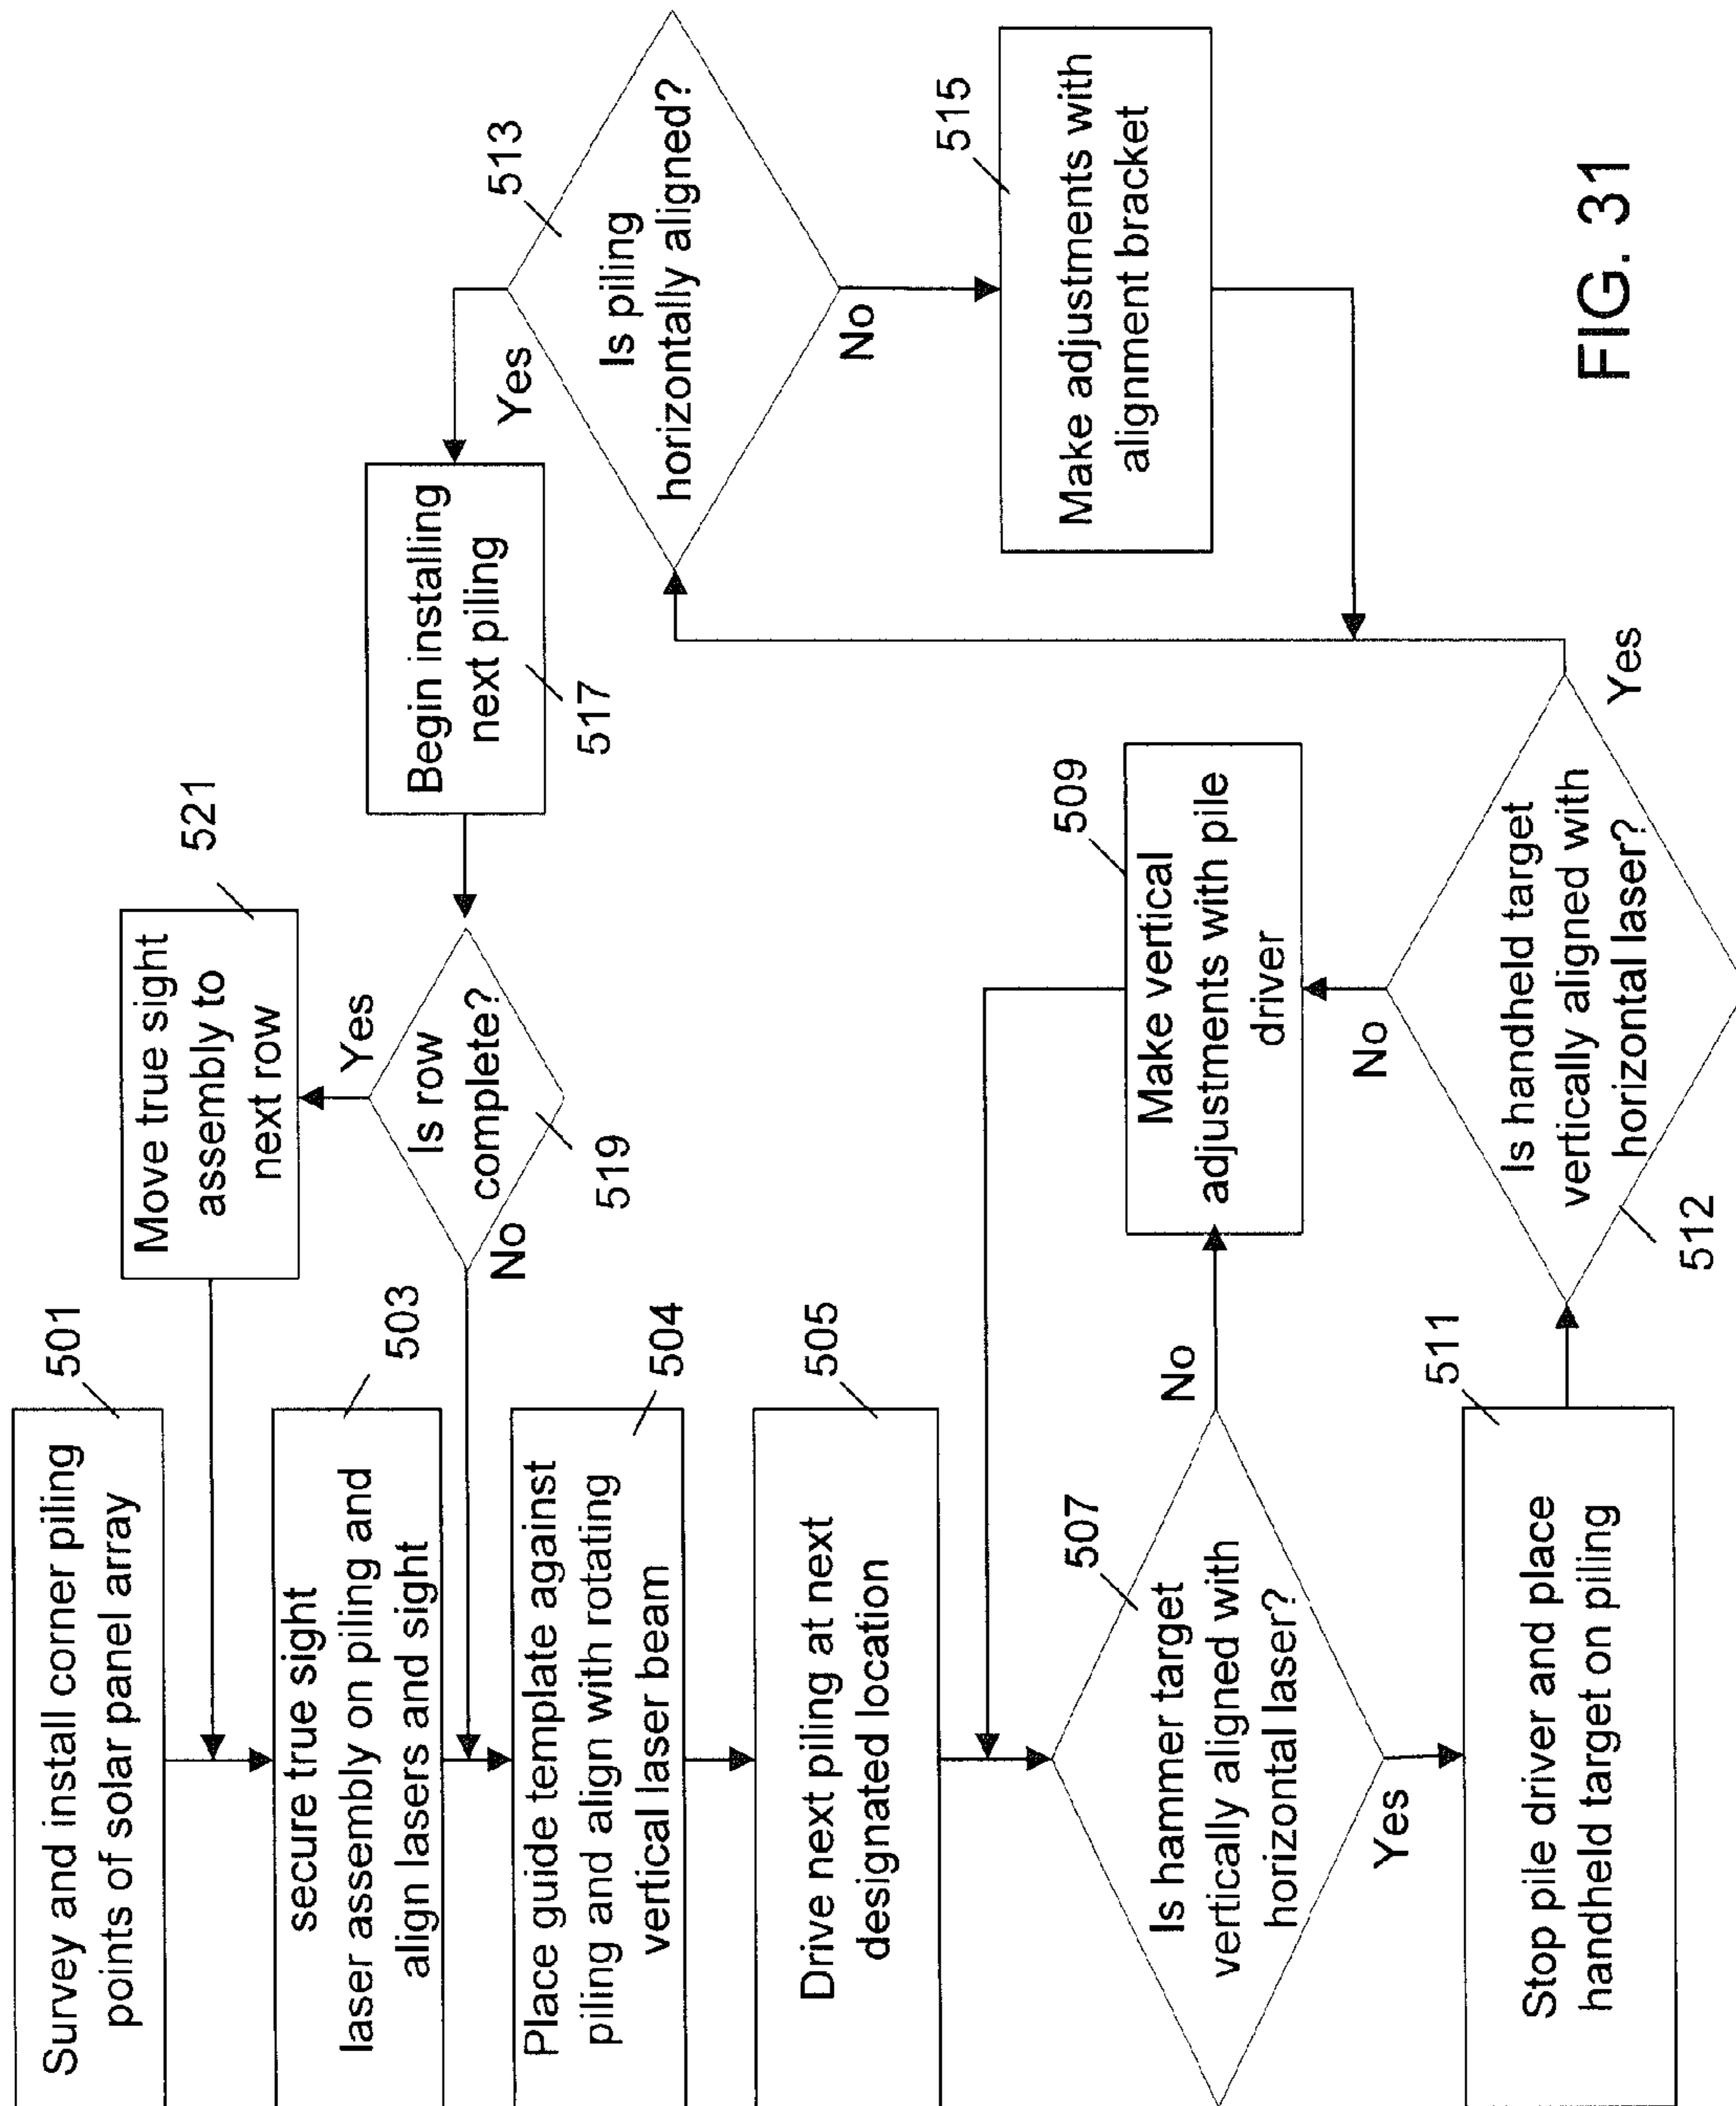 Survey and install corner piling
points of solar panel array
501
secure true sight
laser assembly on piling and
align lasers and sight
503
Place guide template against
piling and align with rotating
vertical laser beam
504
Drive next piling at next
designated location
505
Is hammer target
vertically aligned with
horizontal laser?
507
No
Yes
Make vertical
adjustments with pile
driver
509
Stop pile driver and place
handheld target on piling
511
Is handheld target
vertically aligned with
horizontal laser?
512
No
Yes
Is piling
horizontally aligned?
513
Yes
No
Make adjustments with
alignment bracket
515
Begin installing
next piling
517
Is row
complete?
519
No
Yes
Move true sight
assembly to
next row
521
FIG. 31